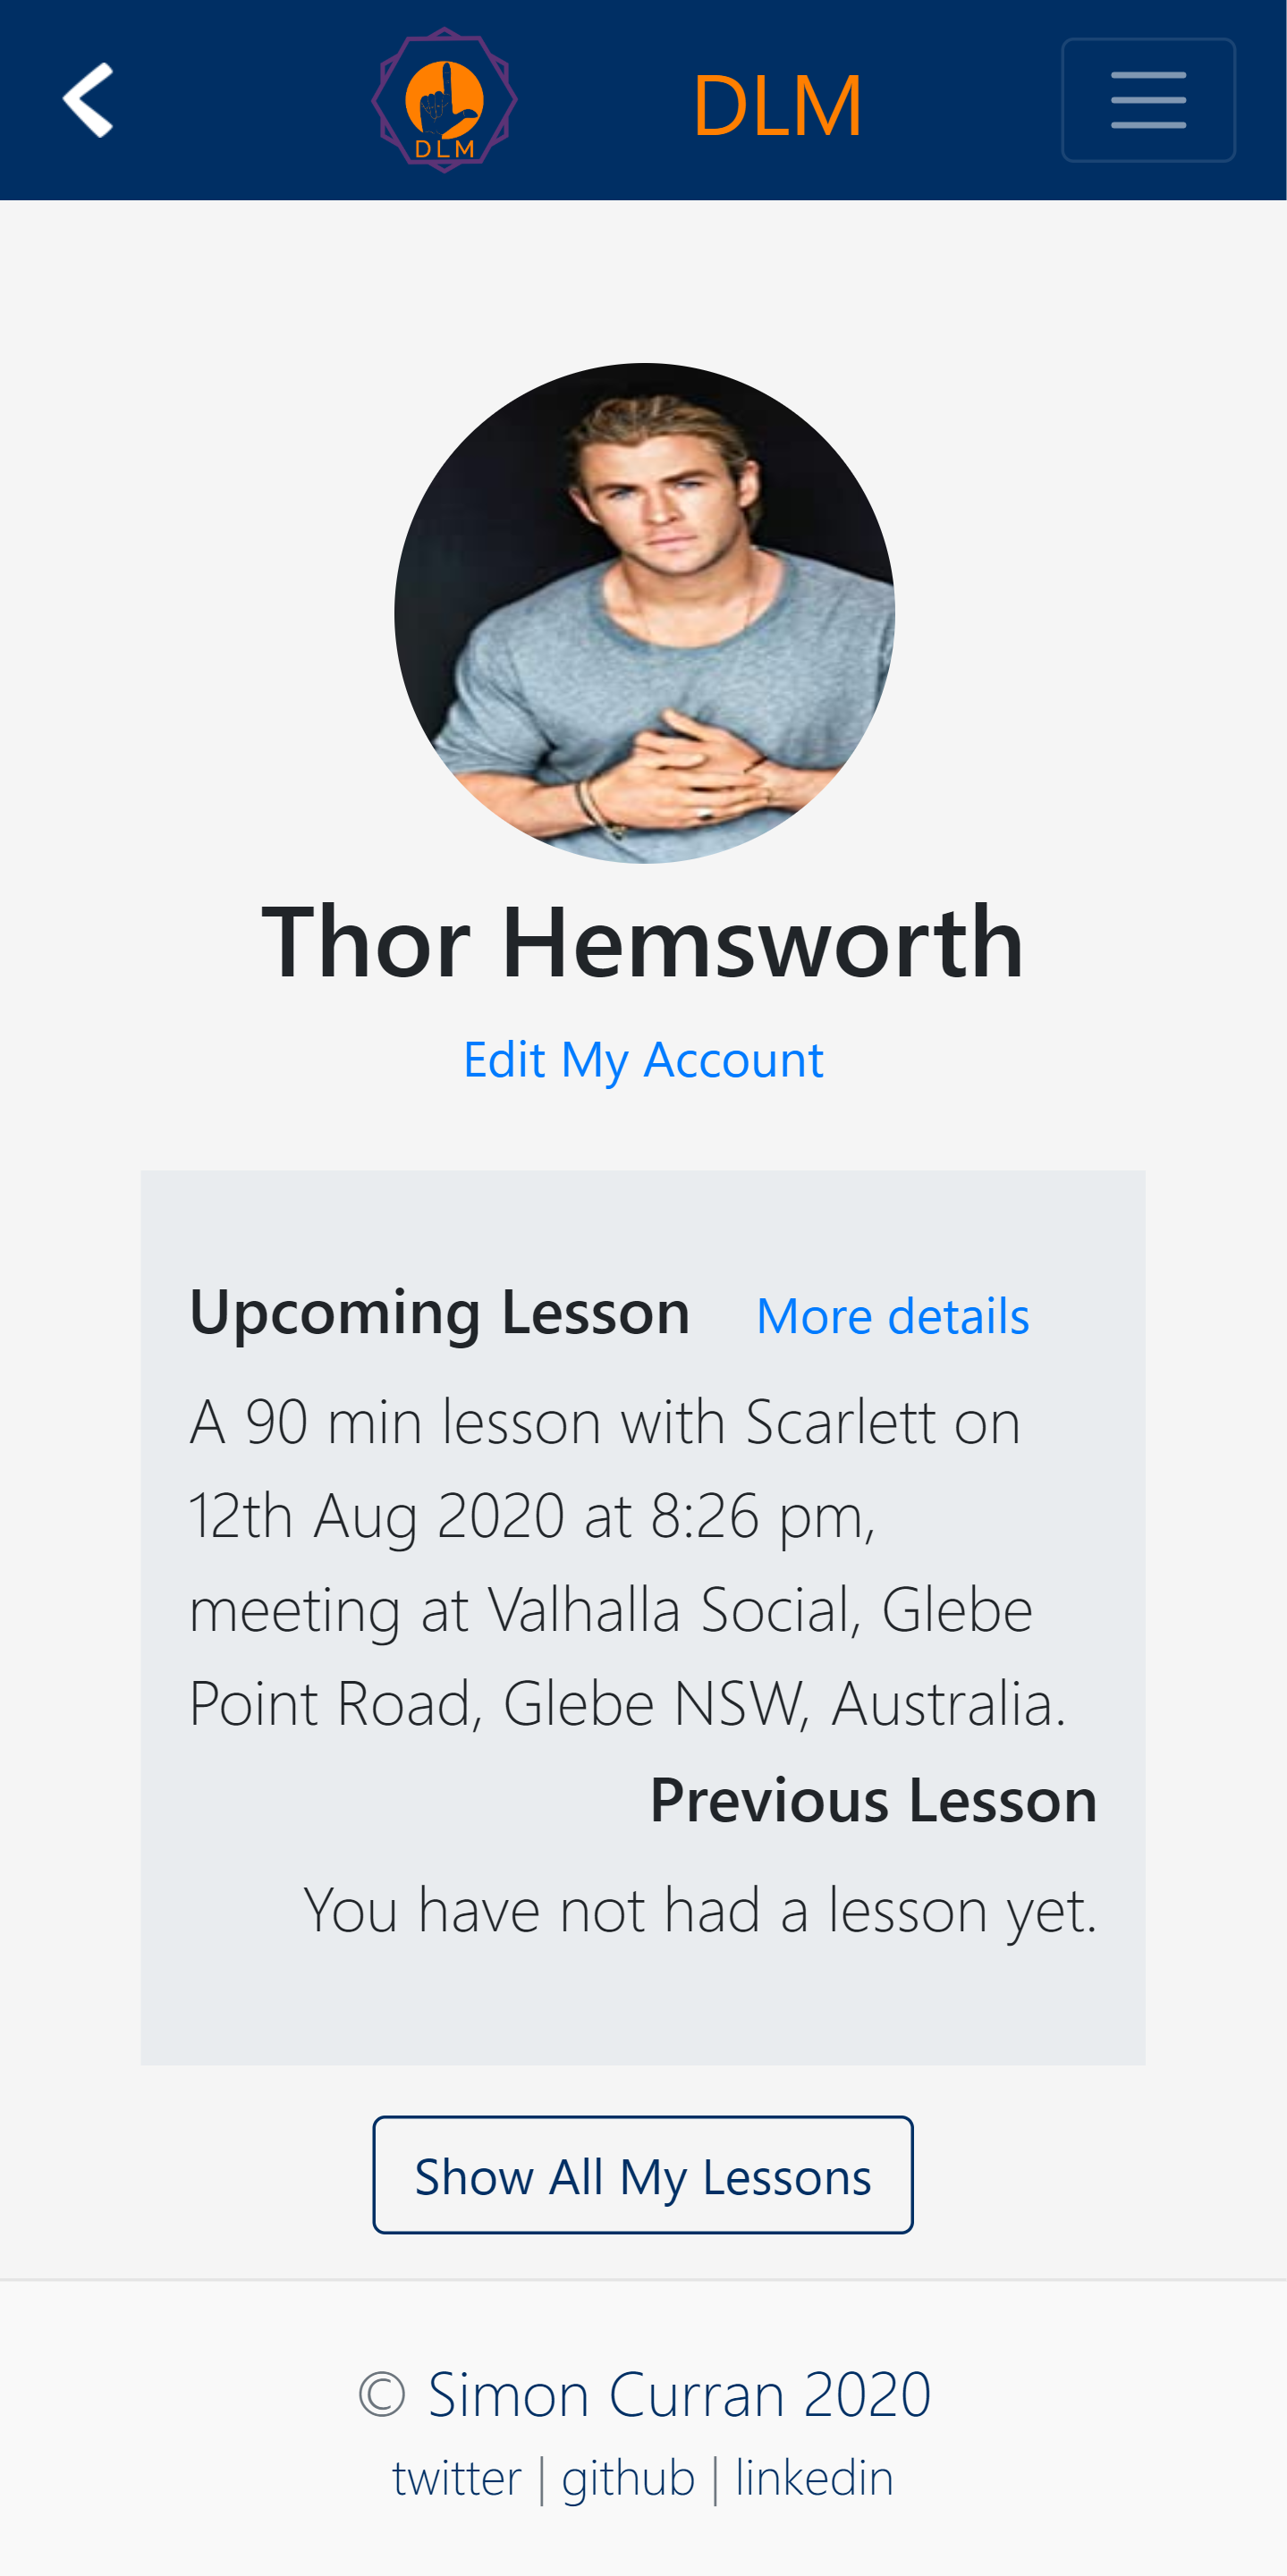 DLM
DLM
Thor Hemsworth
Edit My Account
Upcoming Lesson More details
A 90 min lesson with Scarlett on
12th Aug 2020 at 8:26 pm,
meeting at Valhalla Social, Glebe
Point Road, Glebe NSW, Australia.
Previous Lesson
You have not had a lesson yet.
Show All My Lessons
© Simon Curran 2020
twitter | github | linkedin